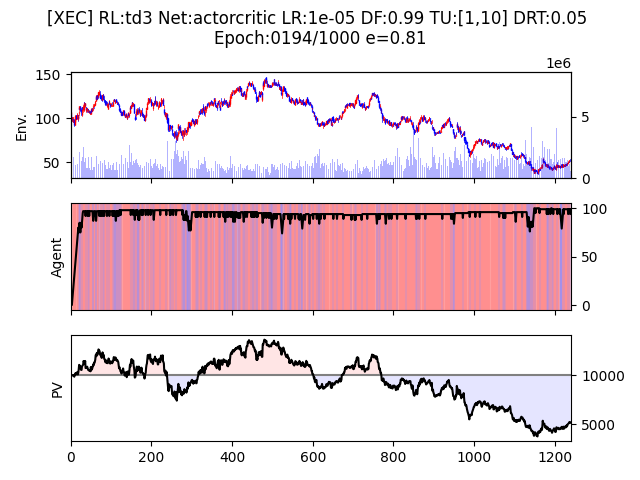 [XEC] RL:td3 Net:actorcritic LR:1e-05 DF:0.99 TU:[1,10] DRT:0.05
Epoch:0194/1000 e=0.81
1e6
150
100
50
Env.
5
0
Agent
100
50
0
PV
10000
5000
0
200
400
600
800
1000
1200